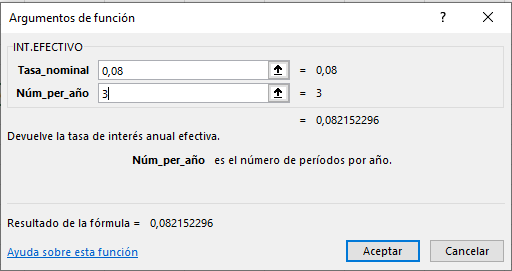 Argumentos de función ? ×
INT.EFECTIVO
Tasa_nominal 0,08 = 0,08
Núm_per_año 3 = 3
= 0,082152296
Devuelve la tasa de interés anual efectiva.
Núm_per_año es el número de períodos por año.
Resultado de la fórmula = 0,082152296
Ayuda sobre esta función Aceptar Cancelar